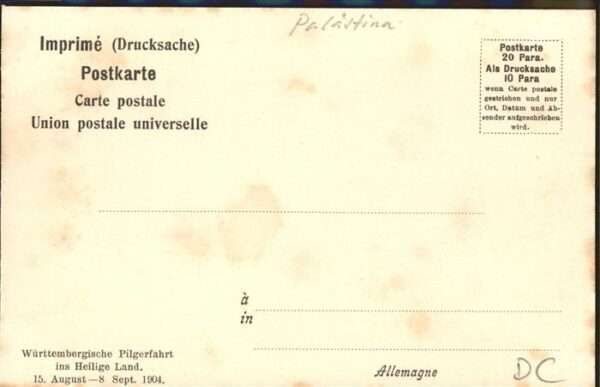 Palästina
Imprimé (Drucksache)
Postkarte
Carte postale
Union postale universelle
Postkarte
20 Para.
Als Drucksache
10 Para
wenn Carte postale
gestrichen und nur
Ort, Datum und Ab-
sender aufgeschrieben
wird.
à
in
Württembergische Pilgerfahrt
ins Heilige Land.
15. August—8 Sept. 1904.
Allemagne
DC